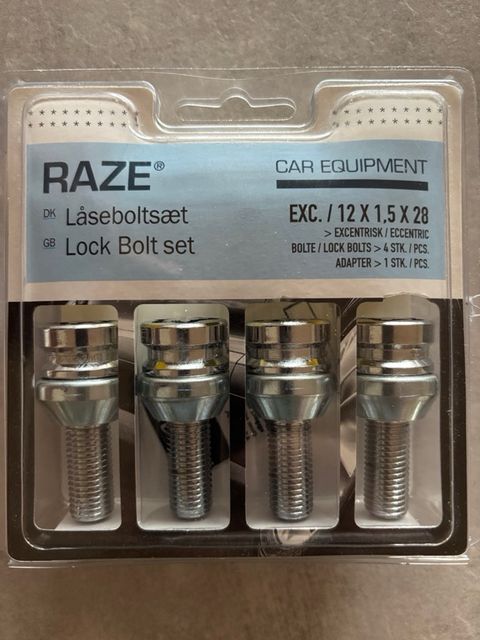 RAZE®
CAR EQUIPMENT
DK Låseboltsæt
GB Lock Bolt set
EXC. / 12 X 1,5 X 28
> EXCENTRISK / ECCENTRIC
BOLTE / LOCK BOLTS > 4 STK. / PCS.
ADAPTER > 1 STK. / PCS.